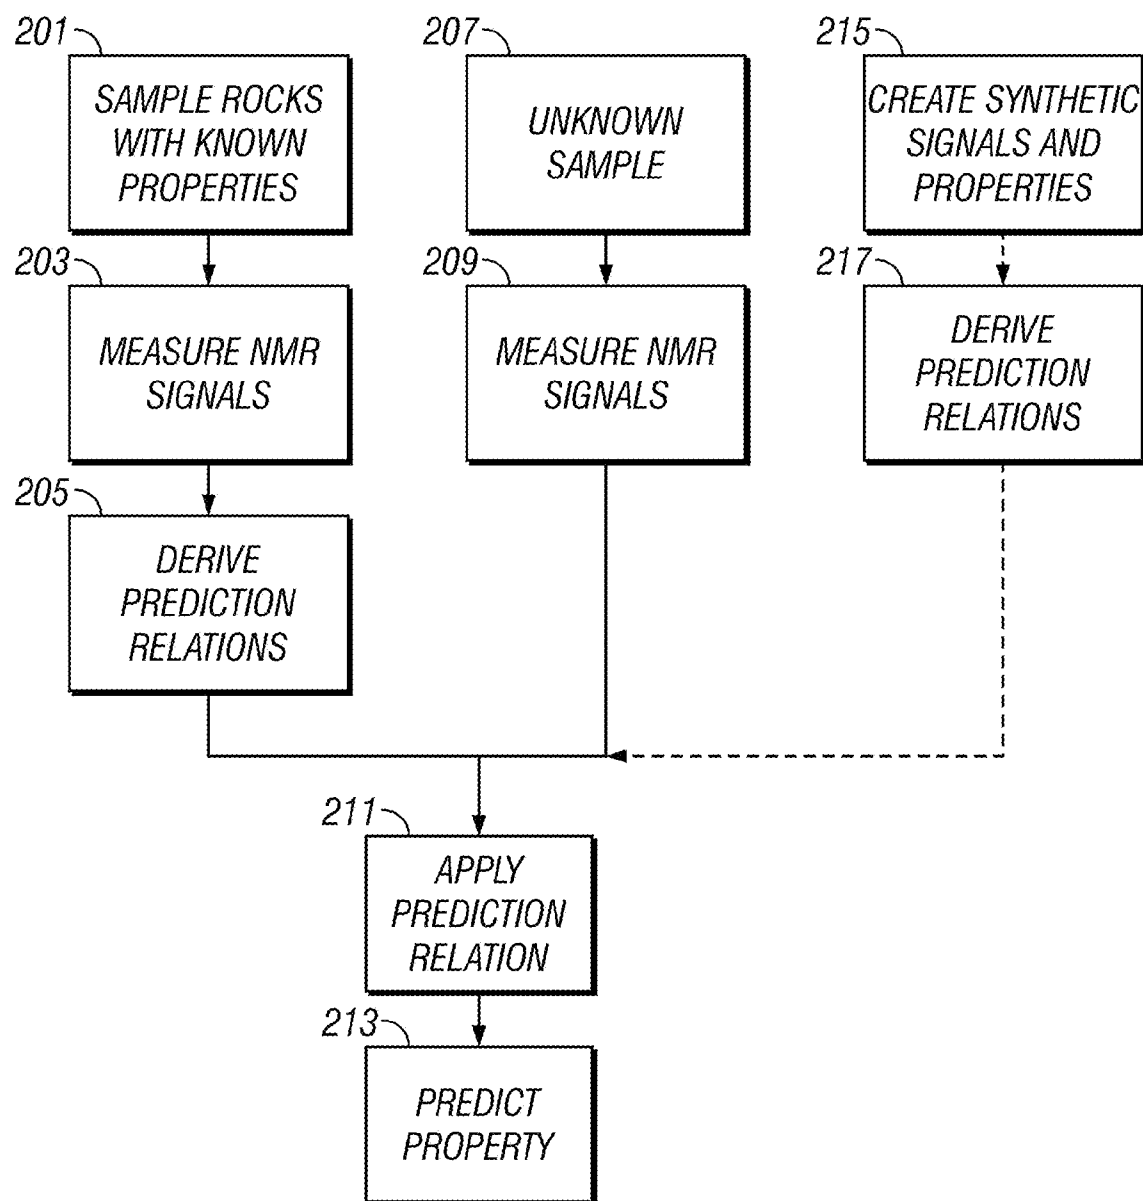 201
SAMPLE ROCKS
WITH KNOWN
PROPERTIES
207
UNKNOWN
SAMPLE
215
CREATE SYNTHETIC
SIGNALS AND
PROPERTIES
203
MEASURE NMR
SIGNALS
209
MEASURE NMR
SIGNALS
217
DERIVE
PREDICTION
RELATIONS
205
DERIVE
PREDICTION
RELATIONS
211
APPLY
PREDICTION
RELATION
213
PREDICT
PROPERTY